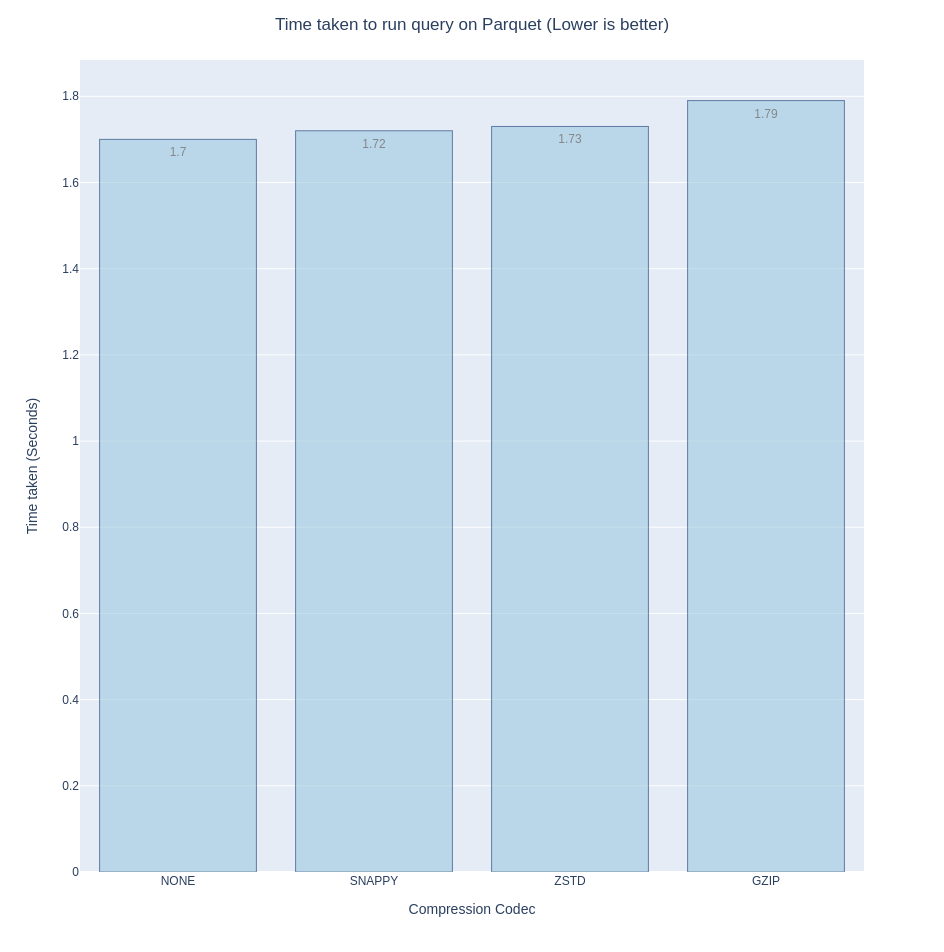 Time taken to run query on Parquet (Lower is better)
1.8
1.6
1.4
1.2
1
0.8
0.6
0.4
0.2
0
Time taken (Seconds)
1.7
1.72
1.73
1.79
NONE
SNAPPY
ZSTD
GZIP
Compression Codec